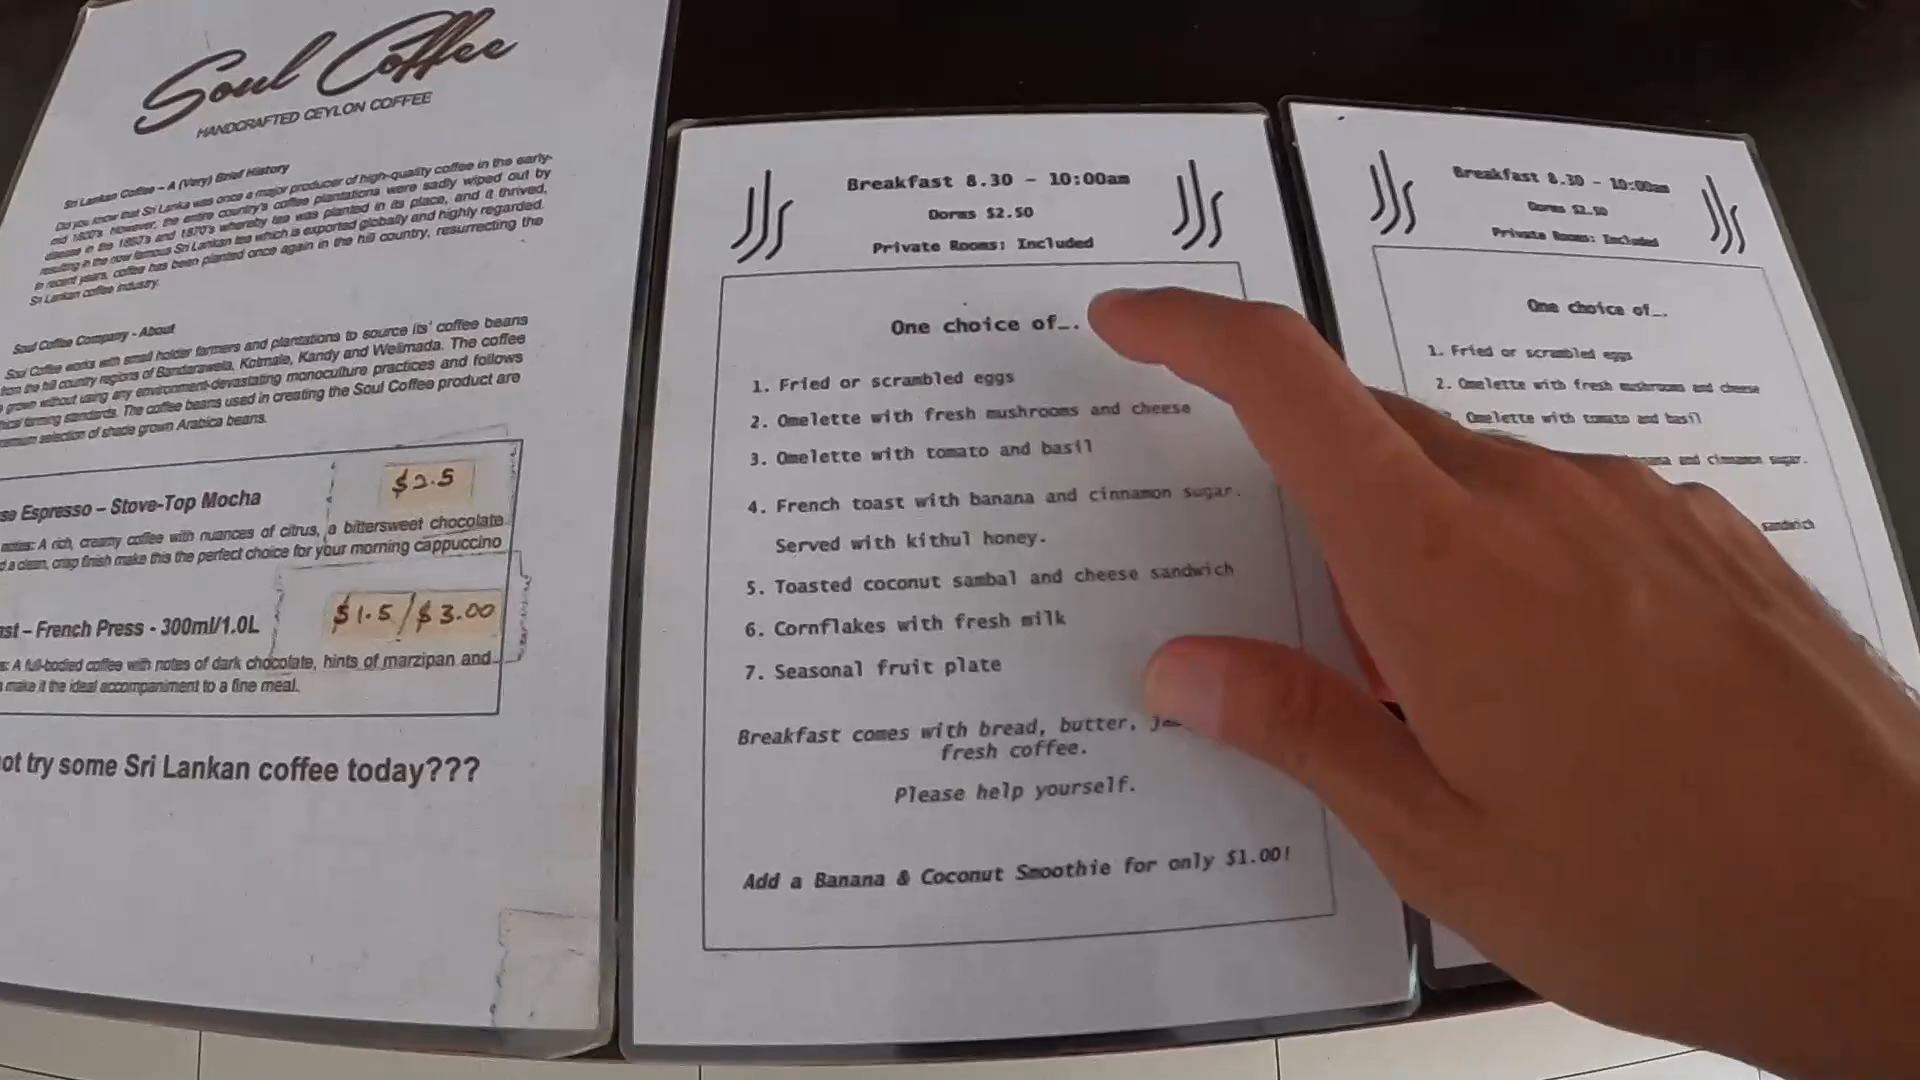 Soul Coffee
HANDCRAFTED CEYLON COFFEE
Sri Lankan Coffee – A (Very) Brief History
Did you know that Sri Lanka was once a major producer of high-quality coffee in the early-
mid 1800's. However, the entire country's coffee plantations were sadly wiped out by
disease in the 1860's and 1870's whereby tea was planted in its place, and it thrived,
resulting in the now famous Sri Lankan tea which is exported globally and highly regarded.
In recent years, coffee has been planted once again in the hill country, resurrecting the
Sri Lankan coffee industry.
Soul Coffee Company - About
Soul Coffee works with small holder farmers and plantations to source its' coffee beans
from the hill country regions of Bandarawela, Kotmale, Kandy and Welimada. The coffee
grown without using any environment-devastating monoculture practices and follows
farming standards. The coffee beans used in creating the Soul Coffee product are
selection of shade grown Arabica beans.
Espresso – Stove-Top Mocha
$2.5
notes: A rich, creamy coffee with nuances of citrus, a bittersweet chocolate
a clean, crisp finish make this the perfect choice for your morning cappuccino
– French Press - 300ml/1.0L
$1.5/$3.00
A full-bodied coffee with notes of dark chocolate, hints of marzipan and
make it the ideal accompaniment to a fine meal.
try some Sri Lankan coffee today???
Breakfast 8.30 - 10:00am
Dorms $2.50
Private Rooms: Included
One choice of….
1. Fried or scrambled eggs
2. Omelette with fresh mushrooms and cheese
3. Omelette with tomato and basil
4. French toast with banana and cinnamon sugar.
Served with kithul honey.
5. Toasted coconut sambal and cheese sandwich
6. Cornflakes with fresh milk
7. Seasonal fruit plate
Breakfast comes with bread, butter,
fresh coffee.
Please help yourself.
Add a Banana & Coconut Smoothie for only $1.00!
Breakfast 8.30 - 10:00am
Dorms $2.50
Private Rooms: Included
One choice of….
1. Fried or scrambled eggs
2. Omelette with fresh mushrooms and cheese
Omelette with tomato and basil
and cinnamon sugar.
sandwich